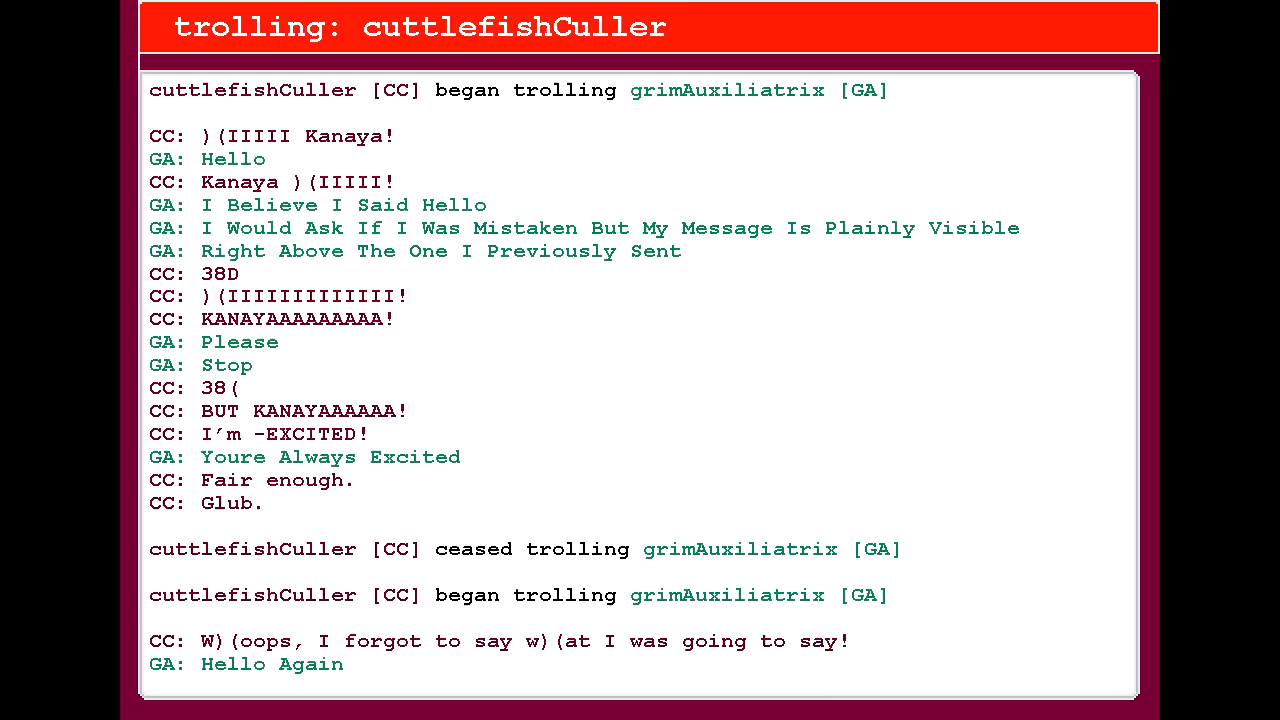 trolling: cuttlefishCuller
cuttlefishCuller [CC] began trolling grimAuxiliatrix [GA]
CC: )(IIIII Kanaya!
GA: Hello
CC: Kanaya )(IIIII!
GA: I Believe I Said Hello
GA: I Would Ask If I Was Mistaken But My Message Is Plainly Visible
GA: Right Above The One I Previously Sent
CC: 38D
CC: )(IIIIIIIIIIIII!
CC: KANAYAAAAAAAAA!
GA: Please
GA: Stop
CC: 38(
CC: BUT KANAYAAAAAA!
CC: I’m -EXCITED!
GA: Youre Always Excited
CC: Fair enough.
CC: Glub.
cuttlefishCuller [CC] ceased trolling grimAuxiliatrix [GA]
cuttlefishCuller [CC] began trolling grimAuxiliatrix [GA]
CC: W)(oops, I forgot to say w)(at I was going to say!
GA: Hello Again